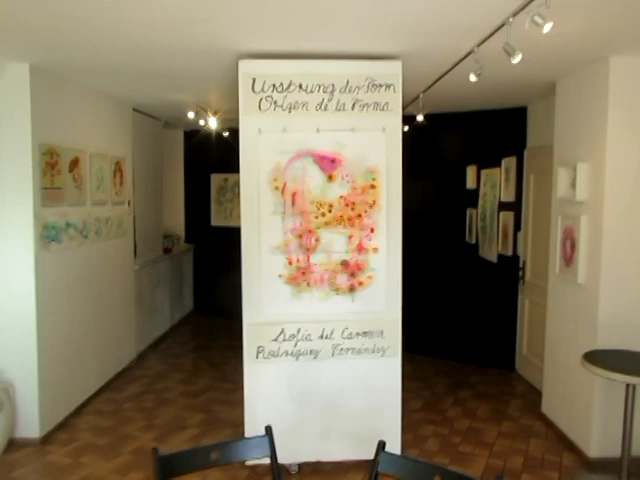 Ursprung der Form
Origen de la Forma
Sofia del Carmen
Rodriguez Fernández